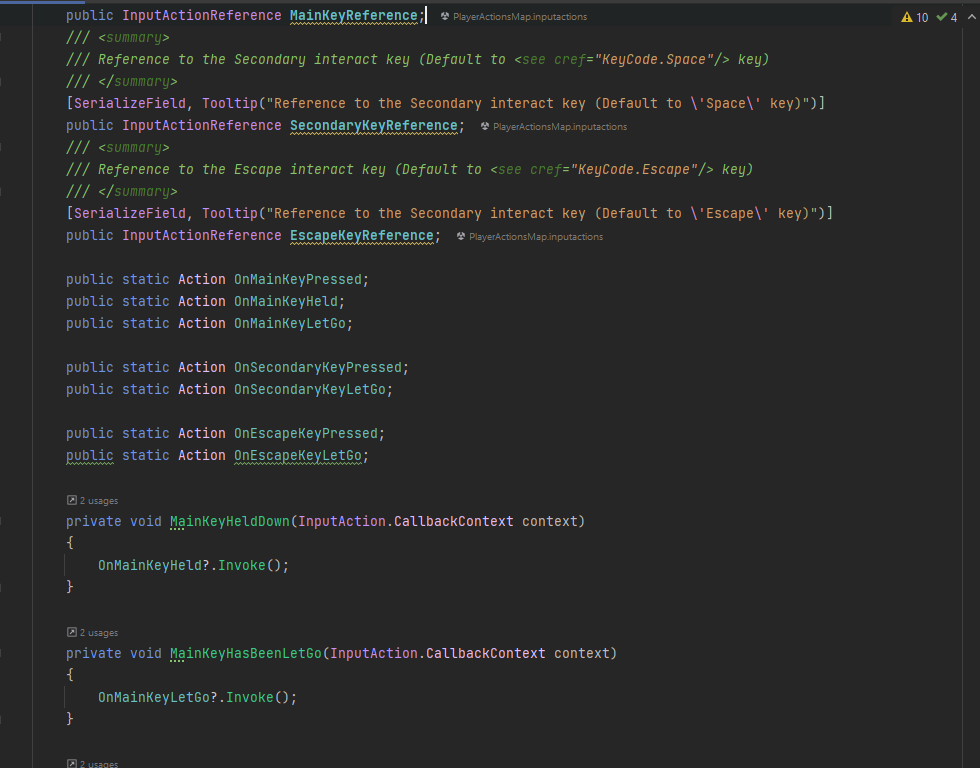 public InputActionReference MainKeyReference; PlayerActionsMap.inputactions 10 4
/// <summary>
/// Reference to the Secondary interact key (Default to <see cref="KeyCode.Space"/> key)
/// </summary>
[SerializeField, Tooltip("Reference to the Secondary interact key (Default to \'Space\' key)")]
public InputActionReference SecondaryKeyReference; PlayerActionsMap.inputactions
/// <summary>
/// Reference to the Escape interact key (Default to <see cref="KeyCode.Escape"/> key)
/// </summary>
[SerializeField, Tooltip("Reference to the Secondary interact key (Default to \'Escape\' key)")]
public InputActionReference EscapeKeyReference; PlayerActionsMap.inputactions
public static Action OnMainKeyPressed;
public static Action OnMainKeyHeld;
public static Action OnMainKeyLetGo;
public static Action OnSecondaryKeyPressed;
public static Action OnSecondaryKeyLetGo;
public static Action OnEscapeKeyPressed;
public static Action OnEscapeKeyLetGo;
2 usages
private void MainKeyHeldDown(InputAction.CallbackContext context)
{
OnMainKeyHeld?.Invoke();
}
2 usages
private void MainKeyHasBeenLetGo(InputAction.CallbackContext context)
{
OnMainKeyLetGo?.Invoke();
}
2 usages